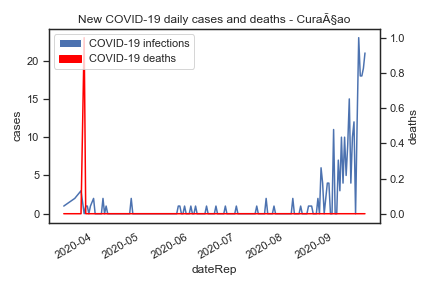 New COVID-19 daily cases and deaths - CuraÃ§ao
COVID-19 infections
COVID-19 deaths
cases
20
15
10
5
0
1.0
0.8
0.6
0.4
0.2
0.0
deaths
2020-04
2020-05
2020-06
2020-07
2020-08
2020-09
dateRep